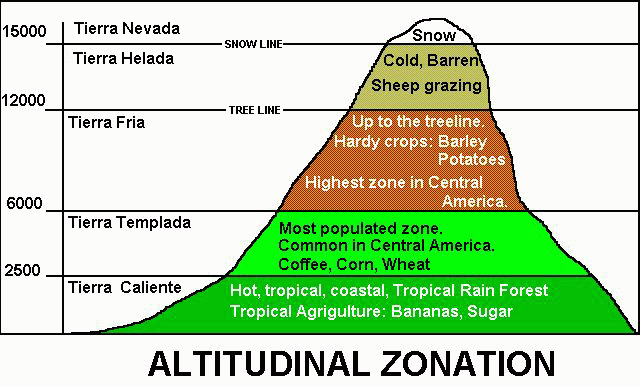 15000
Tierra Nevada
Snow
SNOW LINE
Tierra Helada
Cold, Barren
Sheep grazing
12000
TREE LINE
Tierra Fria
Up to the treeline.
Hardy crops: Barley
Potatoes
Highest zone in Central
America.
6000
Tierra Templada
Most populated zone.
Common in Central America.
Coffee, Corn, Wheat
2500
Tierra Caliente
Hot, tropical, coastal, Tropical Rain Forest
Tropical Agrigulture: Bananas, Sugar
ALTITUDINAL ZONATION